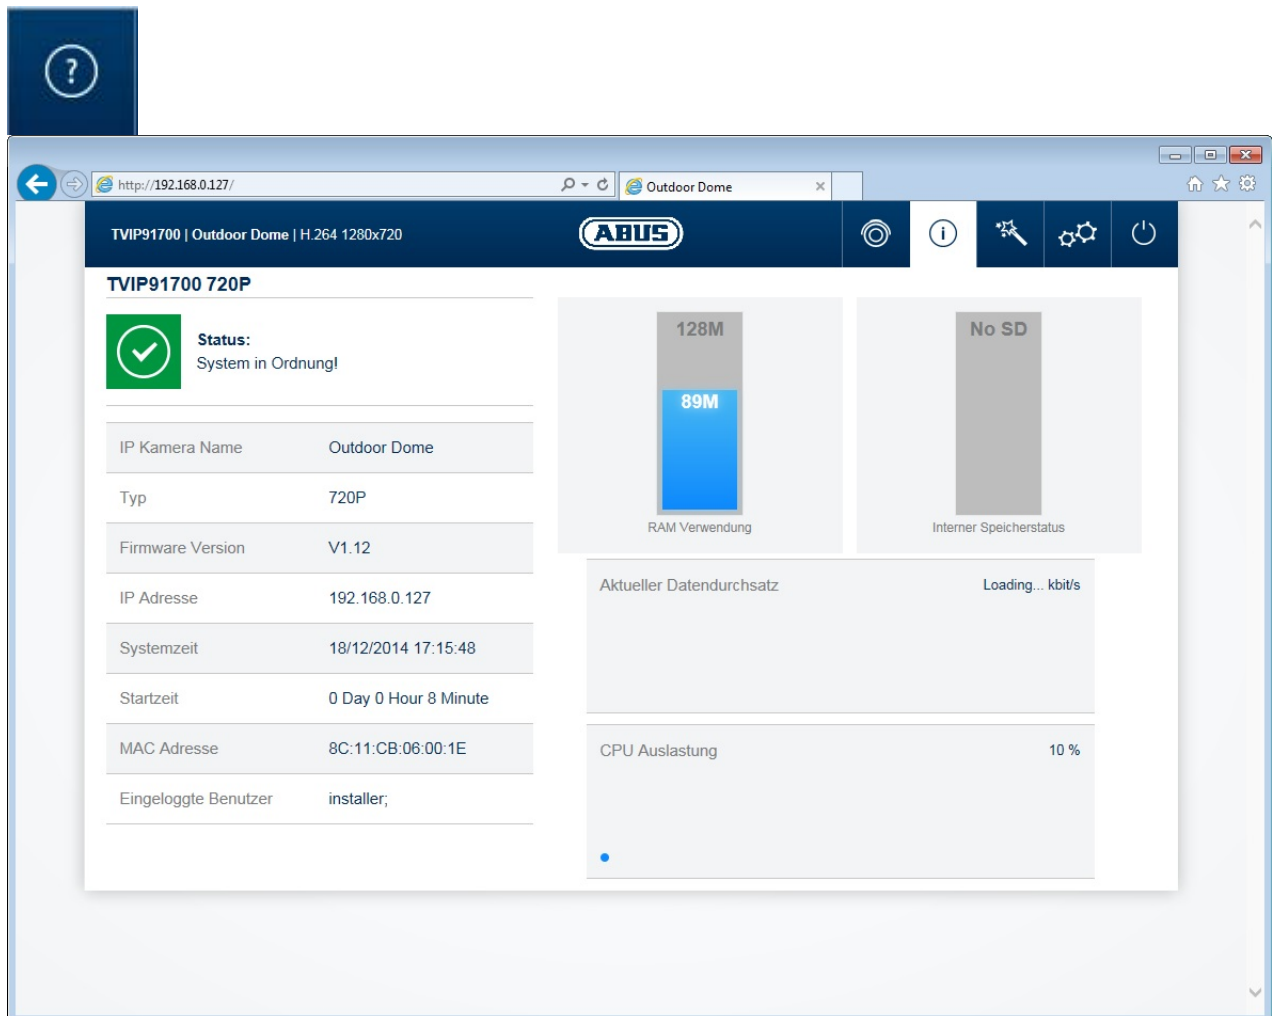 ?
http://192.168.0.127/
Outdoor Dome
TVIP91700 | Outdoor Dome | H.264 1280x720
ABUS
i
TVIP91700 720P
Status:
System in Ordnung!
IP Kamera Name Outdoor Dome
Typ 720P
Firmware Version V1.12
IP Adresse 192.168.0.127
Systemzeit 18/12/2014 17:15:48
Startzeit 0 Day 0 Hour 8 Minute
MAC Adresse 8C:11:CB:06:00:1E
Eingeloggte Benutzer installer;
128M
89M
RAM Verwendung
No SD
Interner Speicherstatus
Aktueller Datendurchsatz Loading... kbit/s
CPU Auslastung 10 %